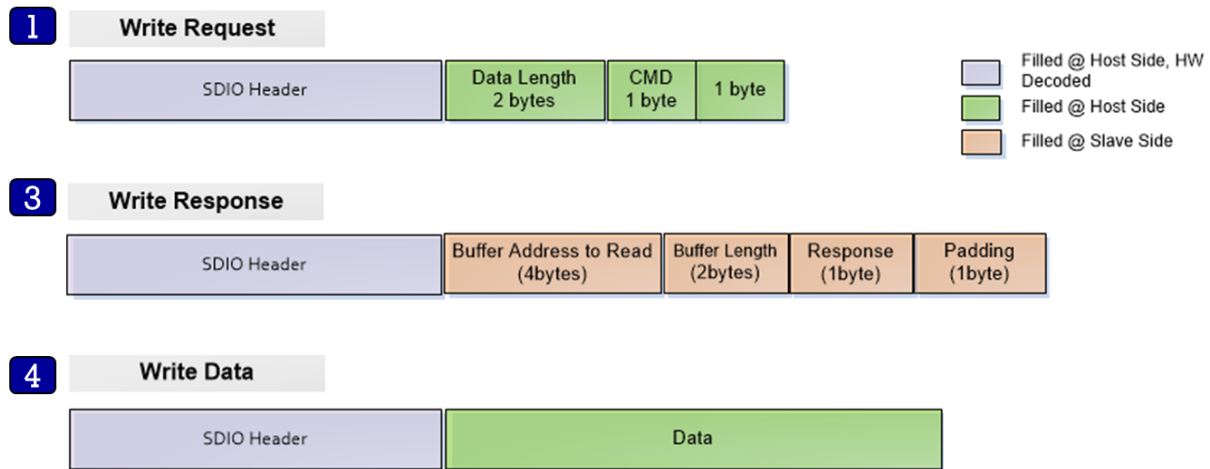 1
Write Request
SDIO Header
Data Length
2 bytes
CMD
1 byte
1 byte
Filled @ Host Side, HW
Decoded
Filled @ Host Side
Filled @ Slave Side
3
Write Response
SDIO Header
Buffer Address to Read
(4bytes)
Buffer Length
(2bytes)
Response
(1byte)
Padding
(1byte)
4
Write Data
SDIO Header
Data